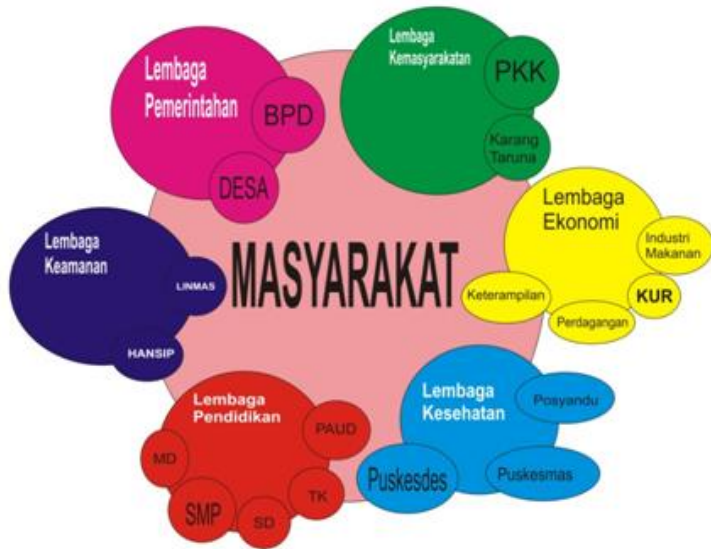 Lembaga
Pemerintahan
BPD
DESA
Lembaga
Kemasyarakatan
PKK
Karang
Taruna
Lembaga
Ekonomi
Industri
Makanan
KUR
Perdagangan
Keterampilan
Lembaga
Keamanan
LINMAS
HANSIP
MASYARAKAT
Lembaga
Pendidikan
PAUD
TK
SD
SMP
MD
Lembaga
Kesehatan
Posyandu
Puskesmas
Puskesdes